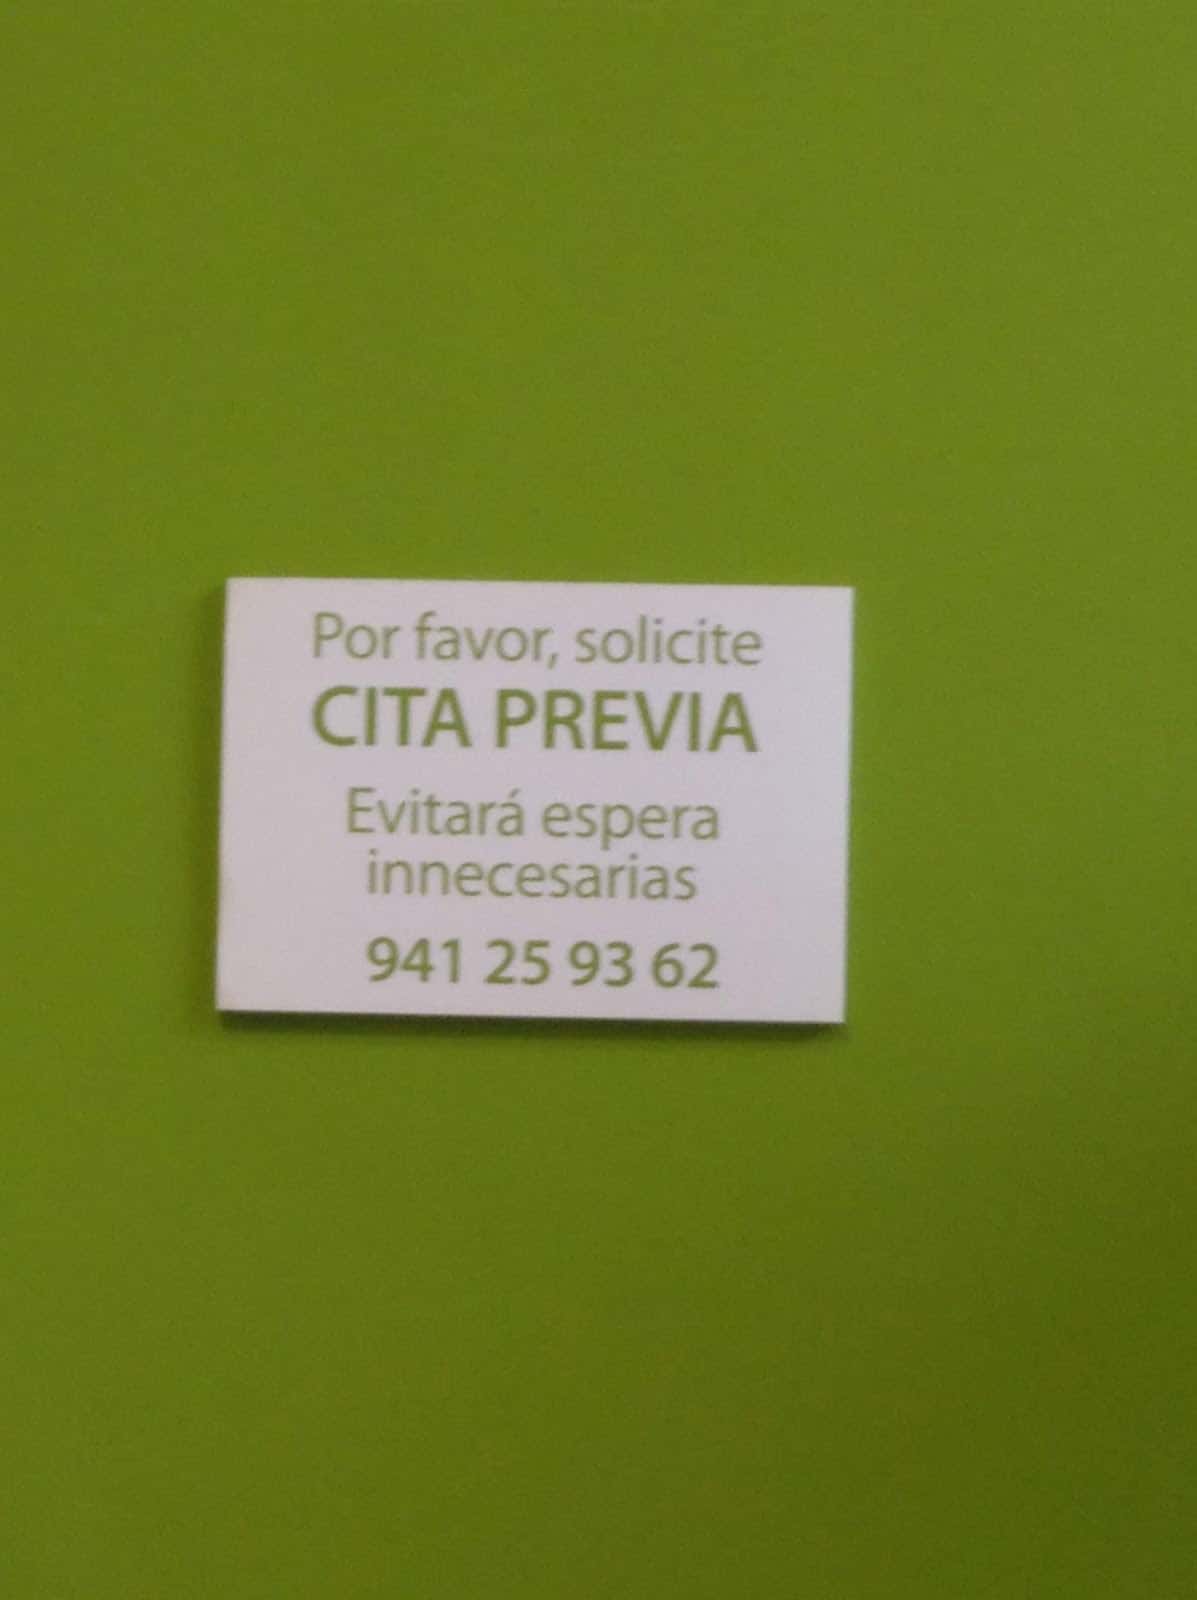 Por favor, solicite
CITA PREVIA
Evitará espera
innecesarias
941 25 93 62